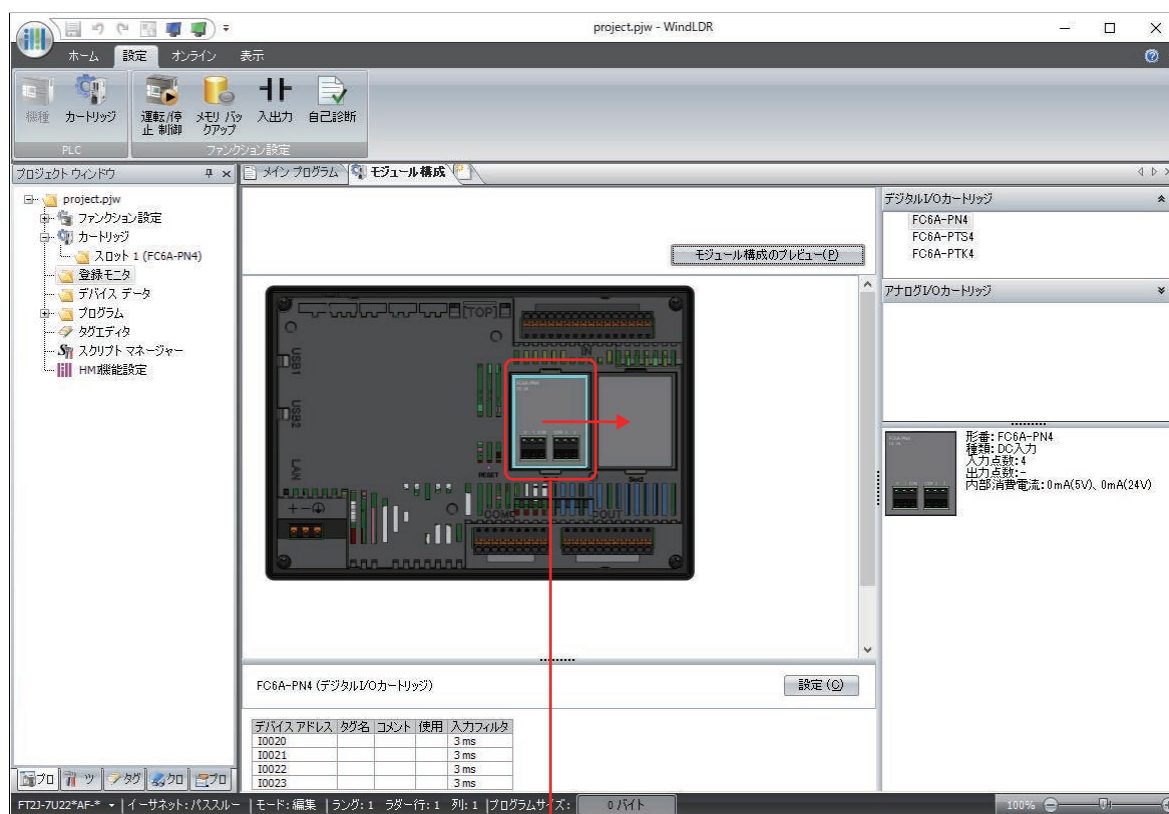 project.pjw - WindLDR
ホーム 設定 オンライン 表示
機種 カートリッジ 運転/停止 制御 メモリ バックアップ 入出力 自己診断
PLC ファンクション設定
プロジェクト ウィンドウ
project.pjw
ファンクション設定
カートリッジ
スロット 1 (FC6A-PN4)
登録モニタ
デバイス データ
プログラム
タグエディタ
スクリプト マネージャー
HMI機能設定
プロ ツ タグ クロ プロ
メイン プログラム モジュール構成
モジュール構成のプレビュー(P)
[TOP]
IN
USB1
USB2
LAN
FC6A-PN4
RESET
Slot2
COM
OUT
FC6A-PN4 (デジタルI/Oカートリッジ)
設定 (C)
デバイス アドレス タグ名 コメント 使用 入力フィルタ
I0020 3 ms
I0021 3 ms
I0022 3 ms
I0023 3 ms
デジタルI/Oカートリッジ
FC6A-PN4
FC6A-PTS4
FC6A-PTK4
アナログI/Oカートリッジ
形番: FC6A-PN4
種類: DC入力
入力点数: 4
出力点数: -
内部消費電流: 0mA(5V)、0mA(24V)
FT2J-7U22*AF-* イーサネット: パススルー モード: 編集 ラング: 1 ラダー行: 1 列: 1 プログラムサイズ: 0 バイト 100%